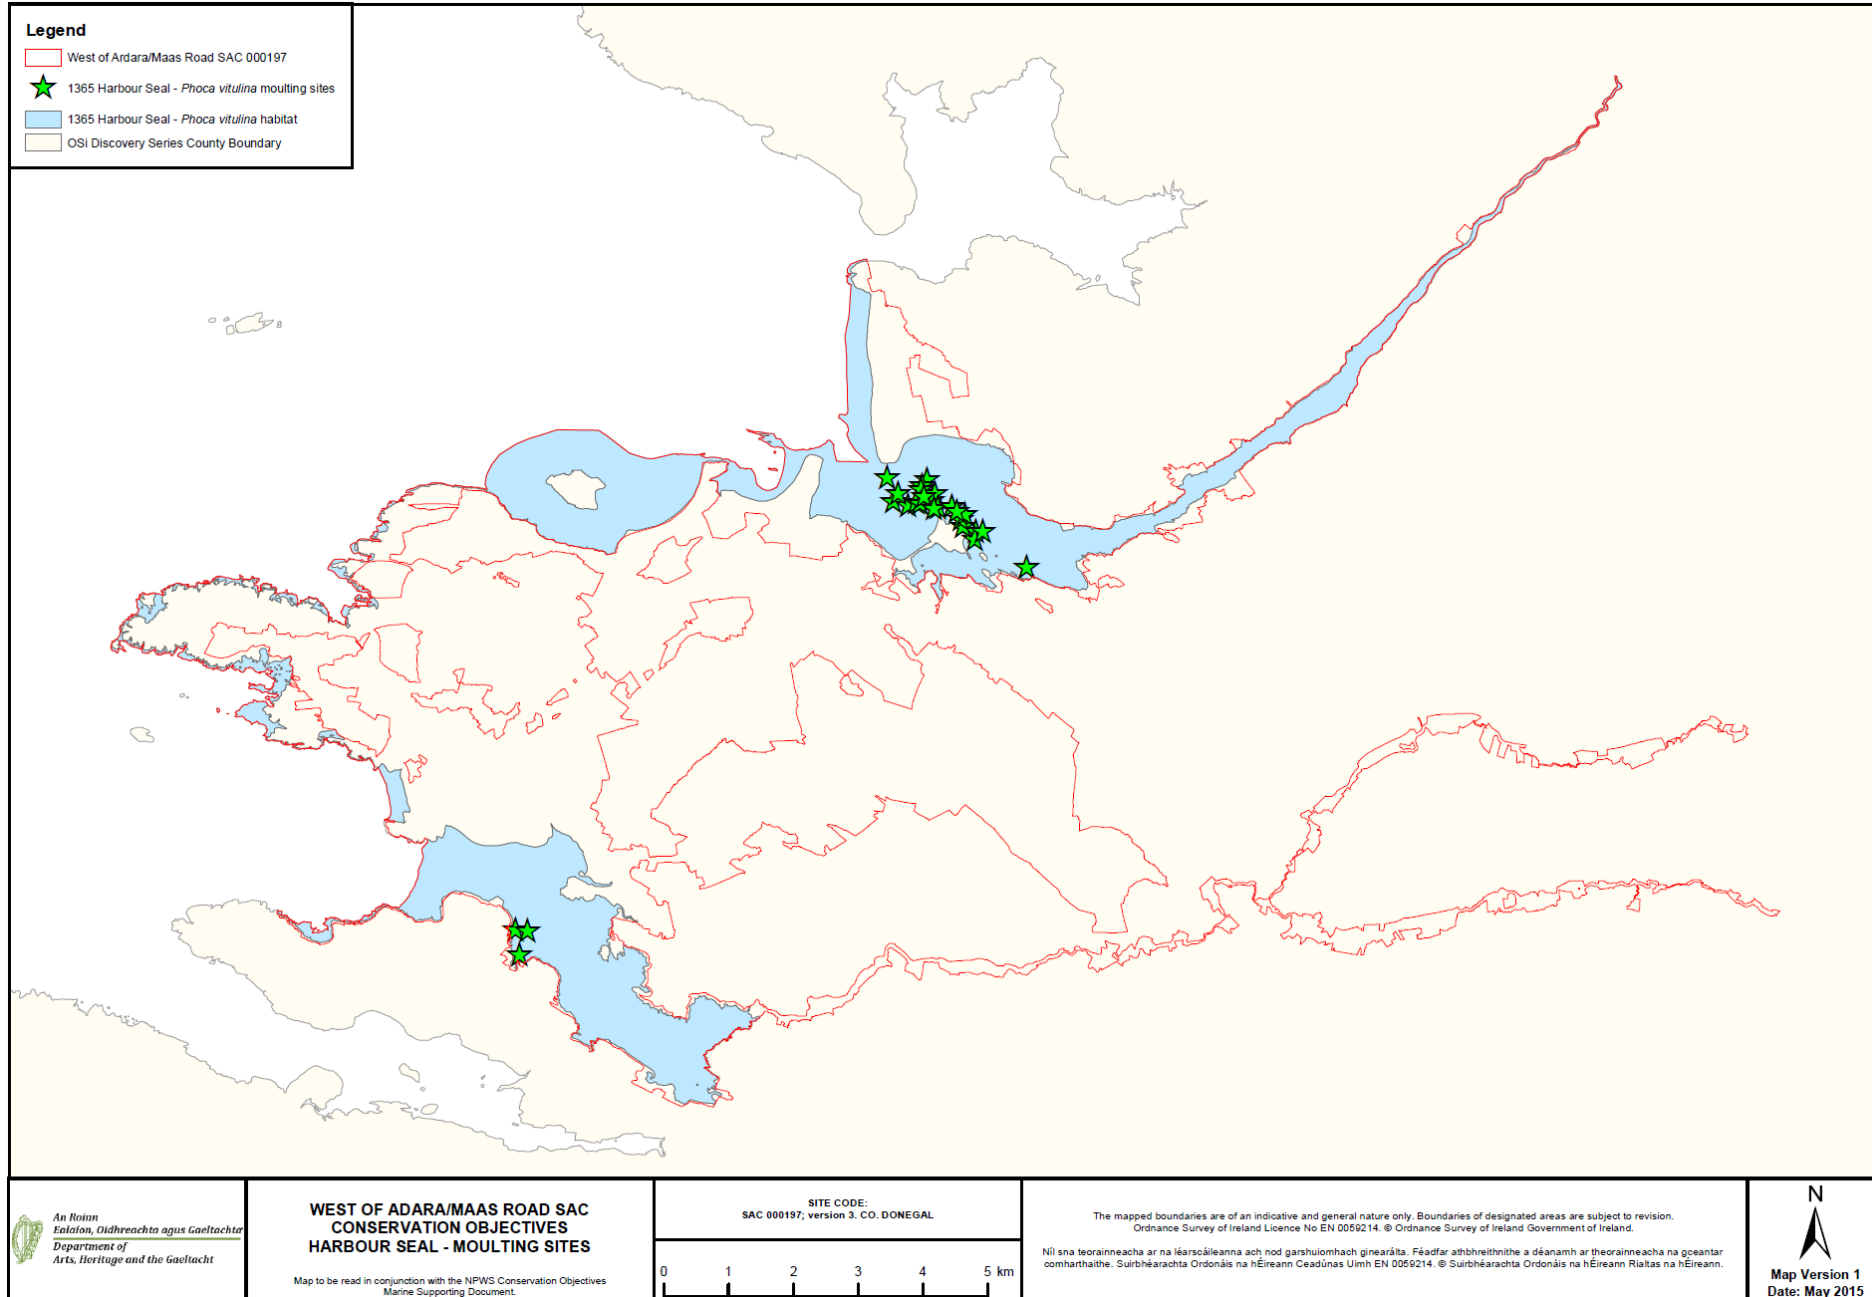 Legend
West of Ardara/Maas Road SAC 000197
1365 Harbour Seal - Phoca vitulina moulting sites
1365 Harbour Seal - Phoca vitulina habitat
OSi Discovery Series County Boundary
An Roinn
Ealaíon, Oidhreachta agus Gaeltachta
Department of
Arts, Heritage and the Gaeltacht
WEST OF ADARA/MAAS ROAD SAC
CONSERVATION OBJECTIVES
HARBOUR SEAL - MOULTING SITES
Map to be read in conjunction with the NPWS Conservation Objectives
Marine Supporting Document.
SITE CODE:
SAC 000197; version 3. CO. DONEGAL
0 1 2 3 4 5 km
The mapped boundaries are of an indicative and general nature only. Boundaries of designated areas are subject to revision.
Ordnance Survey of Ireland Licence No EN 0059214. © Ordnance Survey of Ireland Government of Ireland.
Níl sna teorainneacha ar na léarscáileanna ach nod garshuiomhach ginearálta. Féadfar athbhreithnithe a déanamh ar theorainneacha na gceantar
comharthaithe. Suirbhéarachta Ordonáis na hÉireann Ceadúnas Uimh EN 0059214. © Suirbhéarachta Ordonáis na hÉireann Rialtas na hÉireann.
N
Map Version 1
Date: May 2015